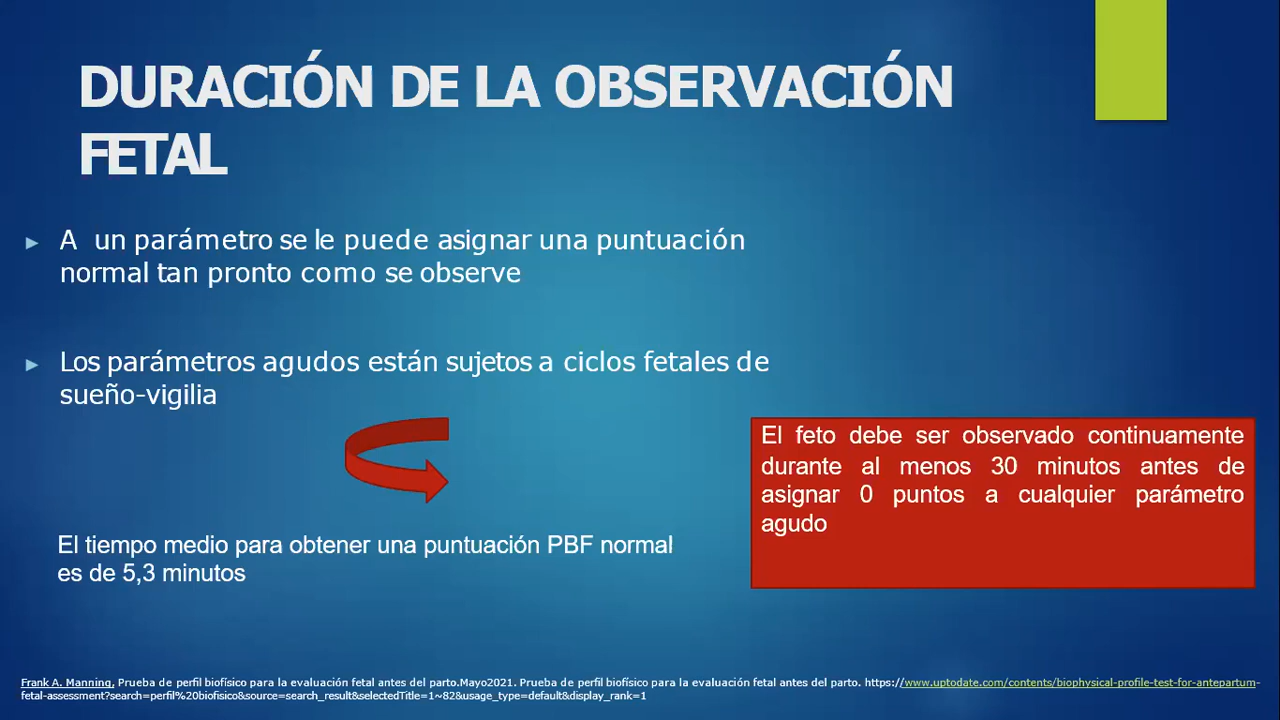 DURACIÓN DE LA OBSERVACIÓN
FETAL
A un parámetro se le puede asignar una puntuación
normal tan pronto como se observe
Los parámetros agudos están sujetos a ciclos fetales de
sueño-vigilia
El feto debe ser observado continuamente
durante al menos 30 minutos antes de
asignar 0 puntos a cualquier parámetro
agudo
El tiempo medio para obtener una puntuación PBF normal
es de 5,3 minutos
Frank A. Manning, Prueba de perfil biofísico para la evaluación fetal antes del parto.Mayo2021. Prueba de perfil biofísico para la evaluación fetal antes del parto. https://www.uptodate.com/contents/biophysical-profile-test-for-antepartum-
fetal-assessment?search=perfil%20biofisico&source=search_result&selectedTitle=1~82&usage_type=default&display_rank=1